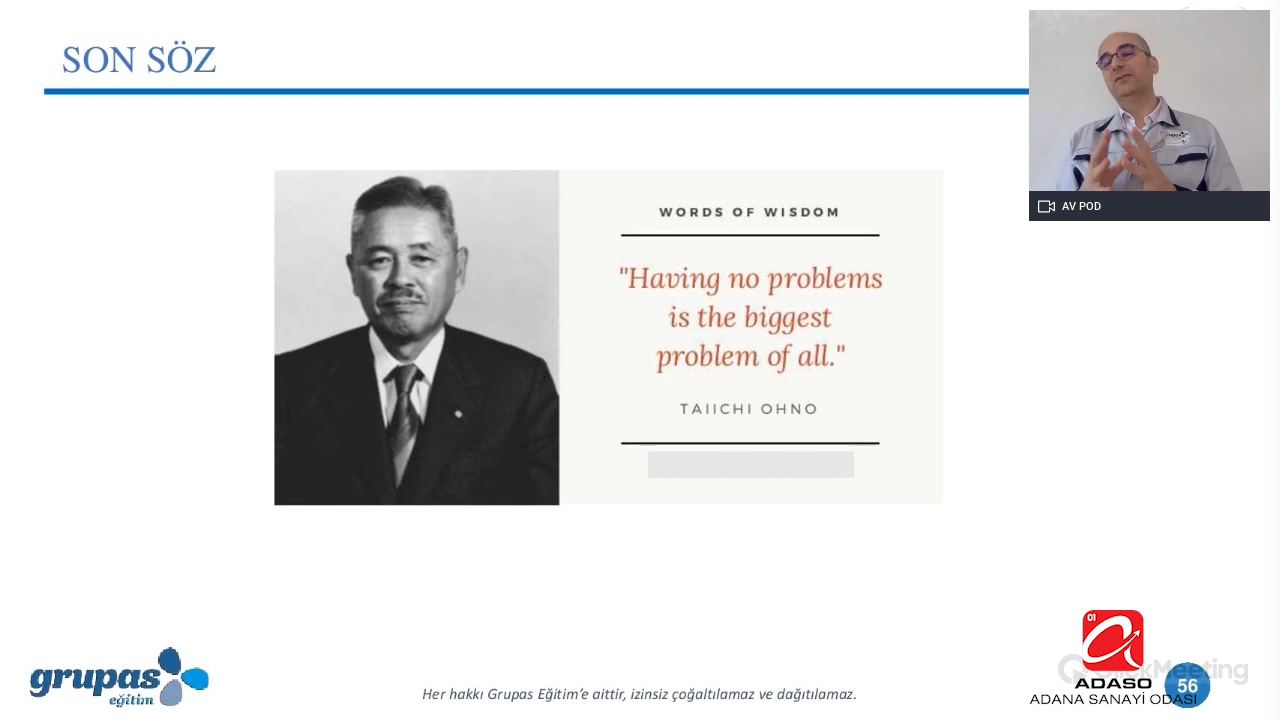 SON SÖZ
AV POD
WORDS OF WISDOM
"Having no problems
is the biggest
problem of all."
TAIICHI OHNO
grupas
eğitim
Her hakkı Grupas Eğitim'e aittir, izinsiz çoğaltılamaz ve dağıtılamaz.
01
ClickMeeting
ADASO
56
ADANA SANAYİ ODASI